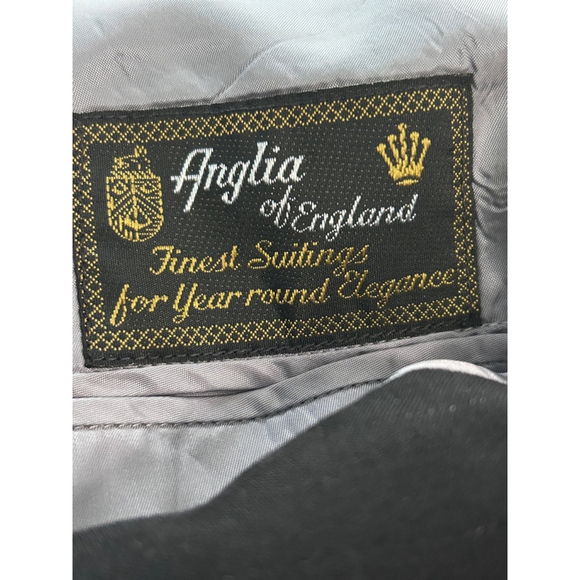 Anglia
of England
Finest Suitings
for Year round Elegance